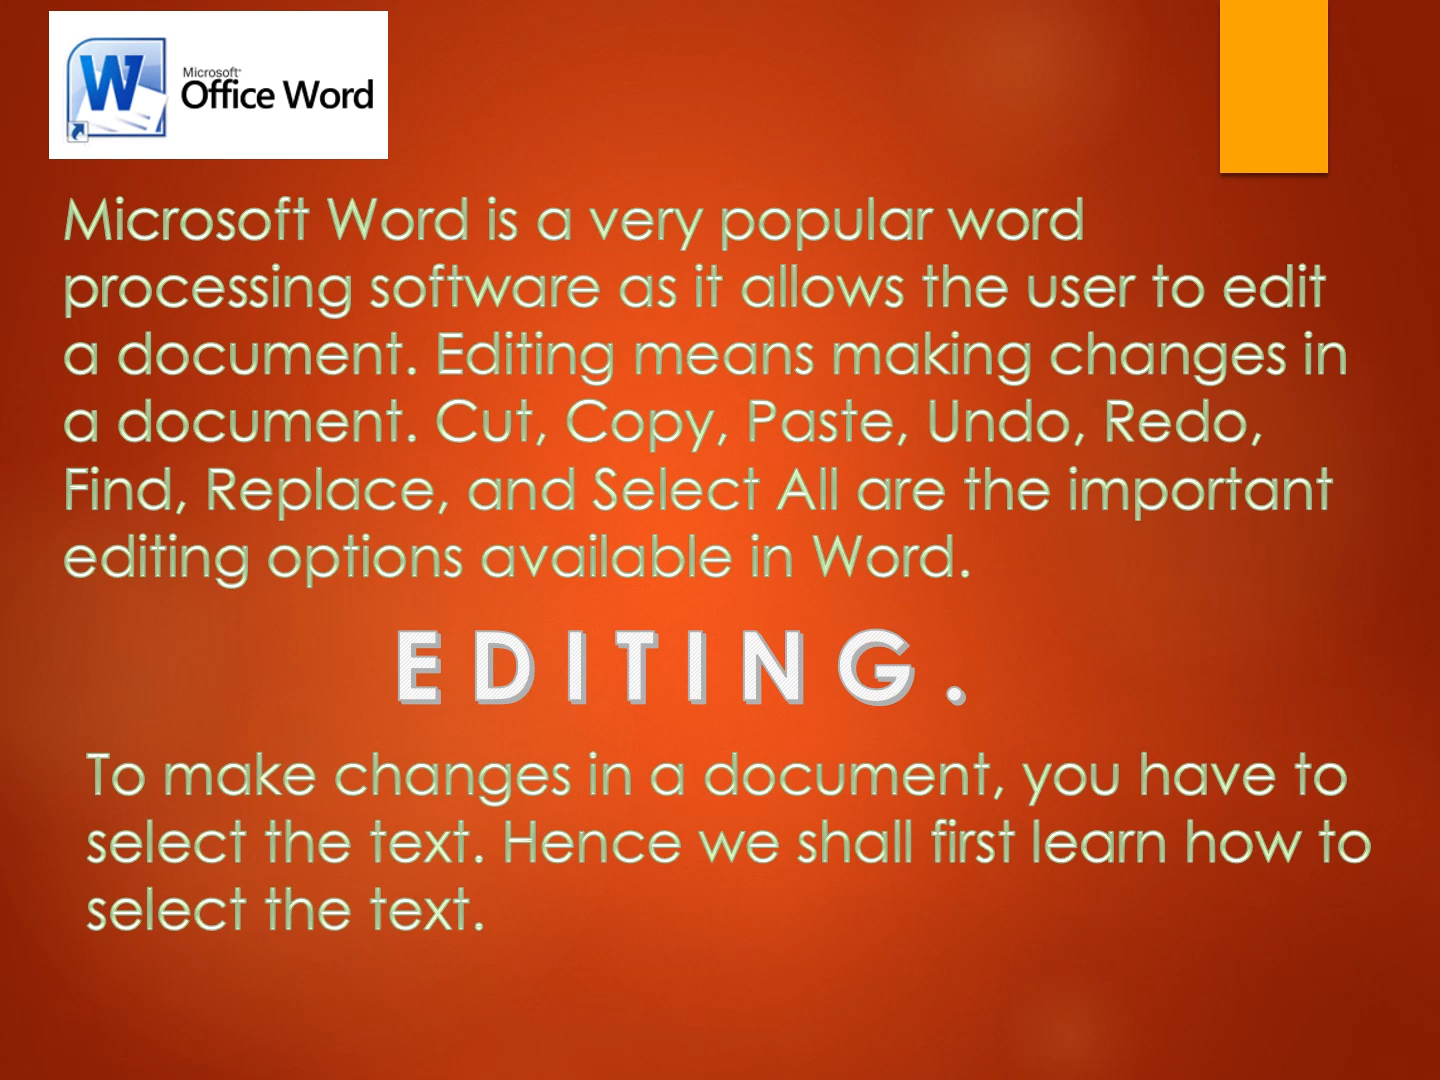 Microsoft
Office Word
Microsoft Word is a very popular word
processing software as it allows the user to edit
a document. Editing means making changes in
a document. Cut, Copy, Paste, Undo, Redo,
Find, Replace, and Select All are the important
editing options available in Word.
EDITING.
To make changes in a document, you have to
select the text. Hence we shall first learn how to
select the text.